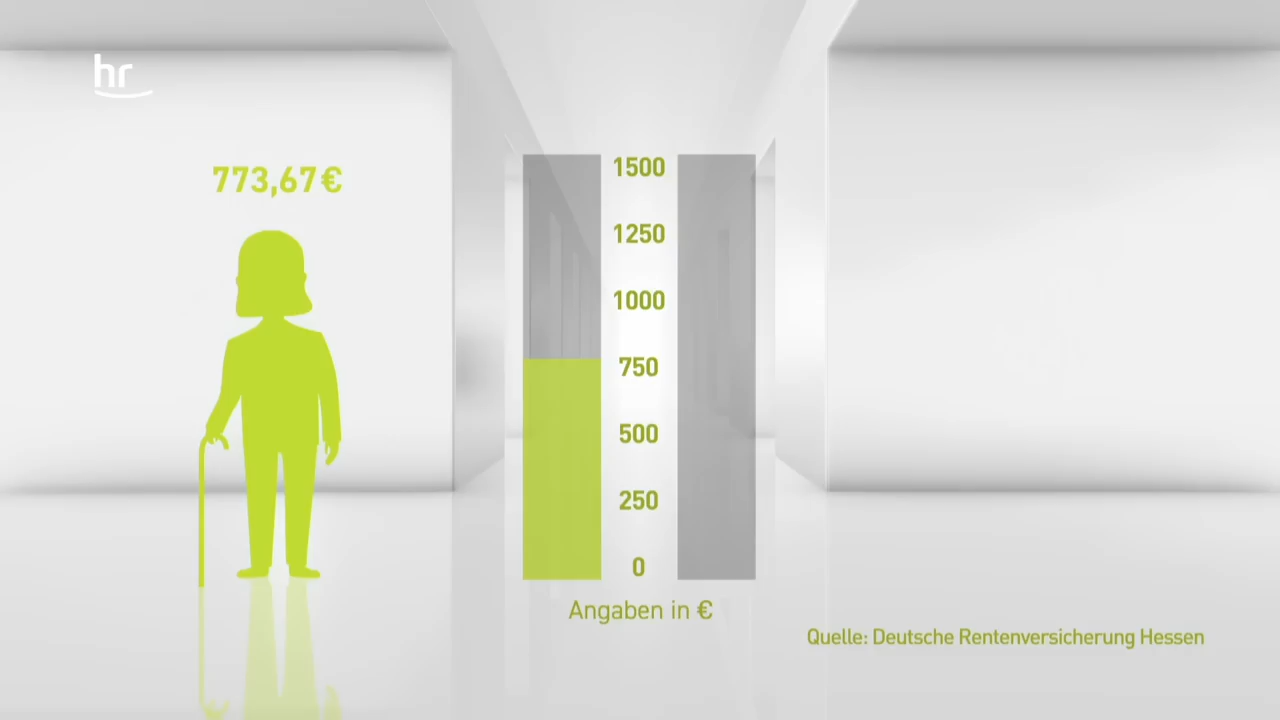 hr
773,67 €
1500
1250
1000
750
500
250
0
Angaben in €
Quelle: Deutsche Rentenversicherung Hessen